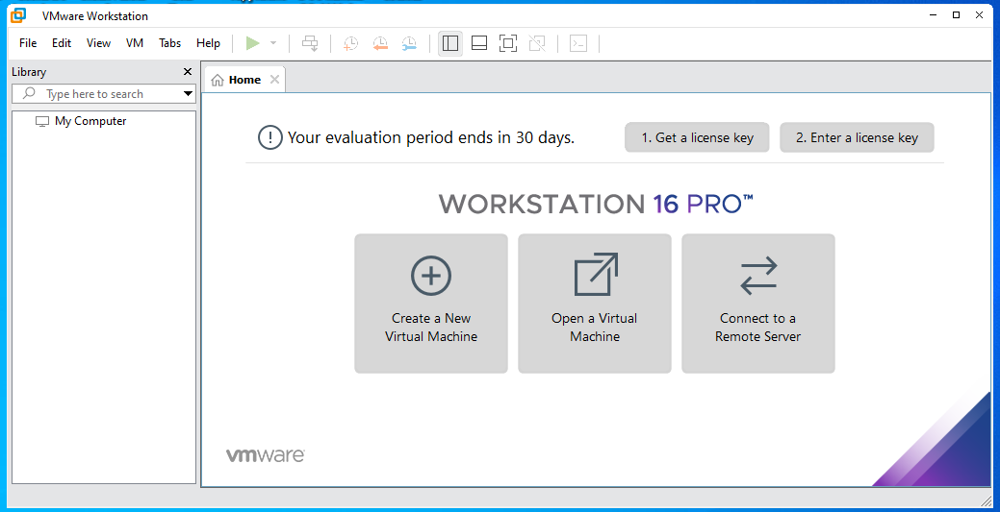 VMware Workstation
File Edit View VM Tabs Help
Library
Type here to search
My Computer
Home
Your evaluation period ends in 30 days.
1. Get a license key
2. Enter a license key
WORKSTATION 16 PRO™
Create a New
Virtual Machine
Open a Virtual
Machine
Connect to a
Remote Server
vmware